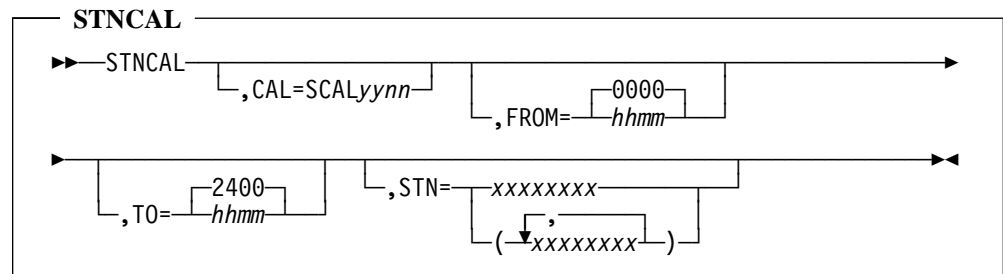 STNCAL
STNCAL
,CAL=SCALyynn
,FROM=
0000
hhmm
,TO=
2400
hhmm
,STN=
xxxxxxxx
,
( xxxxxxxx )